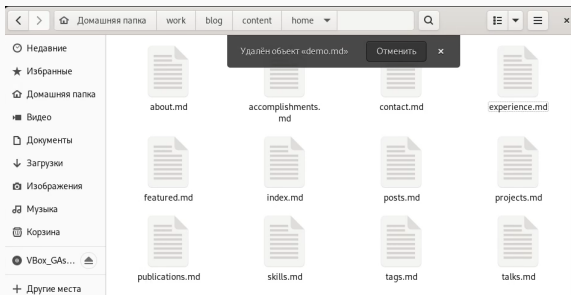 Домашняя папка work blog content home
Недавние
Избранные
Домашняя папка
Видео
Документы
Загрузки
Изображения
Музыка
Корзина
VBox_GAs...
Другие места
Удалён объект «demo.md» Отменить
about.md
accomplishments.
md
contact.md
experience.md
featured.md
index.md
posts.md
projects.md
publications.md
skills.md
tags.md
talks.md